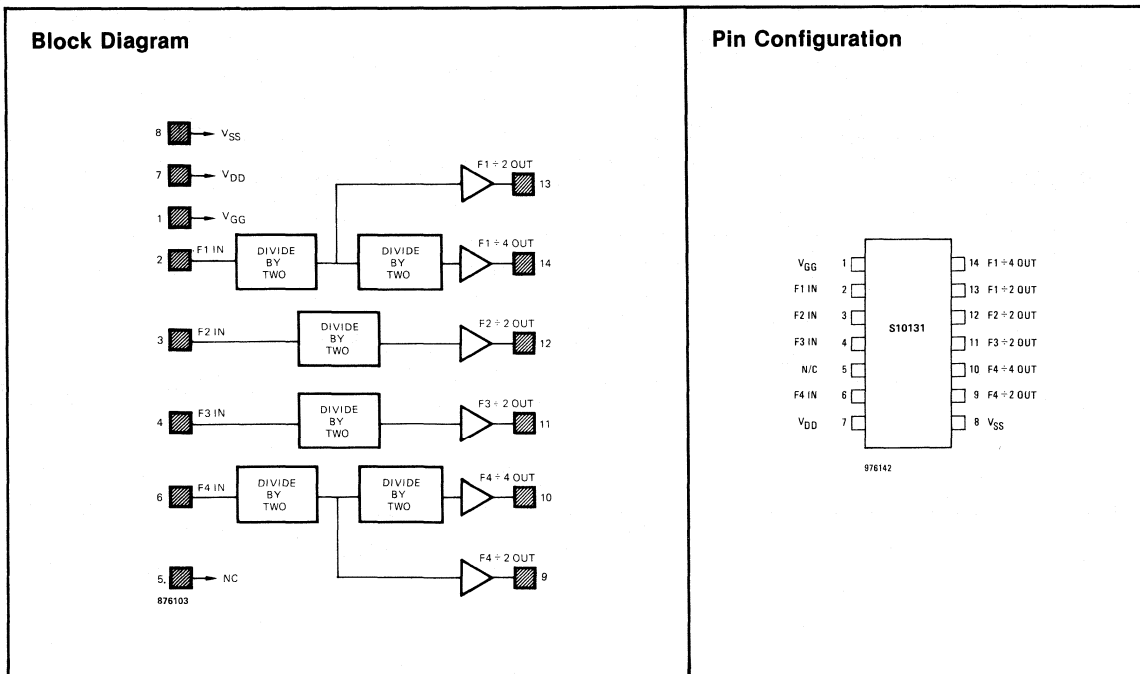 Block Diagram
8 VSS
7 VDD
1 VGG
2 F1 IN
DIVIDE
BY
TWO
DIVIDE
BY
TWO
F1 ÷ 2 OUT
13
F1 ÷ 4 OUT
14
3 F2 IN
DIVIDE
BY
TWO
F2 ÷ 2 OUT
12
4 F3 IN
DIVIDE
BY
TWO
F3 ÷ 2 OUT
11
6 F4 IN
DIVIDE
BY
TWO
DIVIDE
BY
TWO
F4 ÷ 4 OUT
10
F4 ÷ 2 OUT
9
5. NC
876103
Pin Configuration
VGG 1 14 F1 ÷ 4 OUT
F1 IN 2 13 F1 ÷ 2 OUT
F2 IN 3 12 F2 ÷ 2 OUT
S10131
F3 IN 4 11 F3 ÷ 2 OUT
N/C 5 10 F4 ÷ 4 OUT
F4 IN 6 9 F4 ÷ 2 OUT
VDD 7 8 VSS
976142